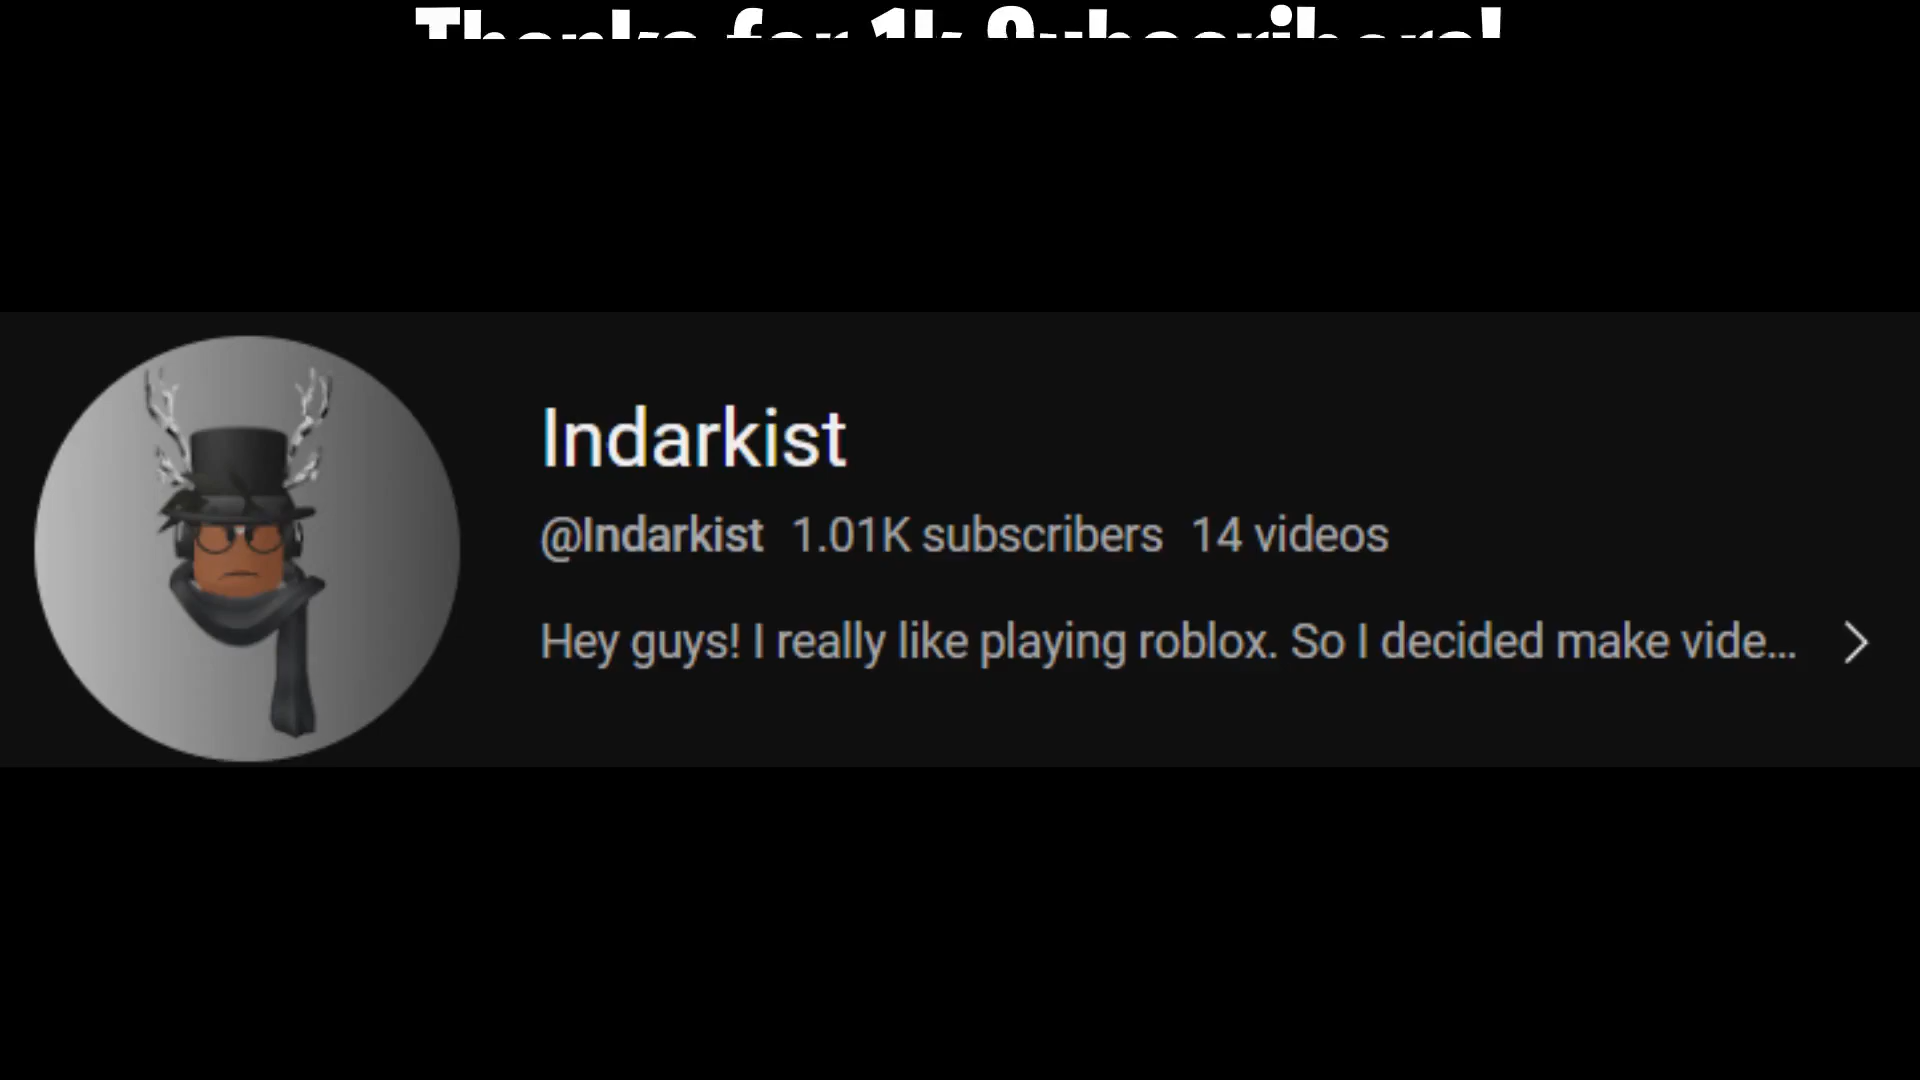 Thanks for 1k Subscribers!
Indarkist
@Indarkist 1.01K subscribers 14 videos
Hey guys! I really like playing roblox. So I decided make vide...